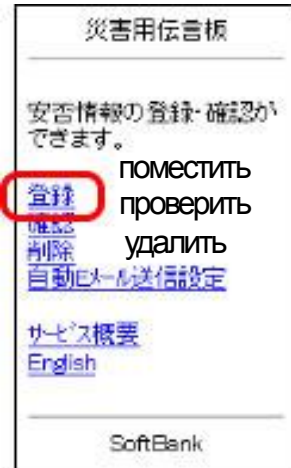 災害用伝言板
安否情報の登録・確認が
できます。
登録 поместить
確認 проверить
削除 удалить
自動Eメール送信設定
サービス概要
English
SoftBank